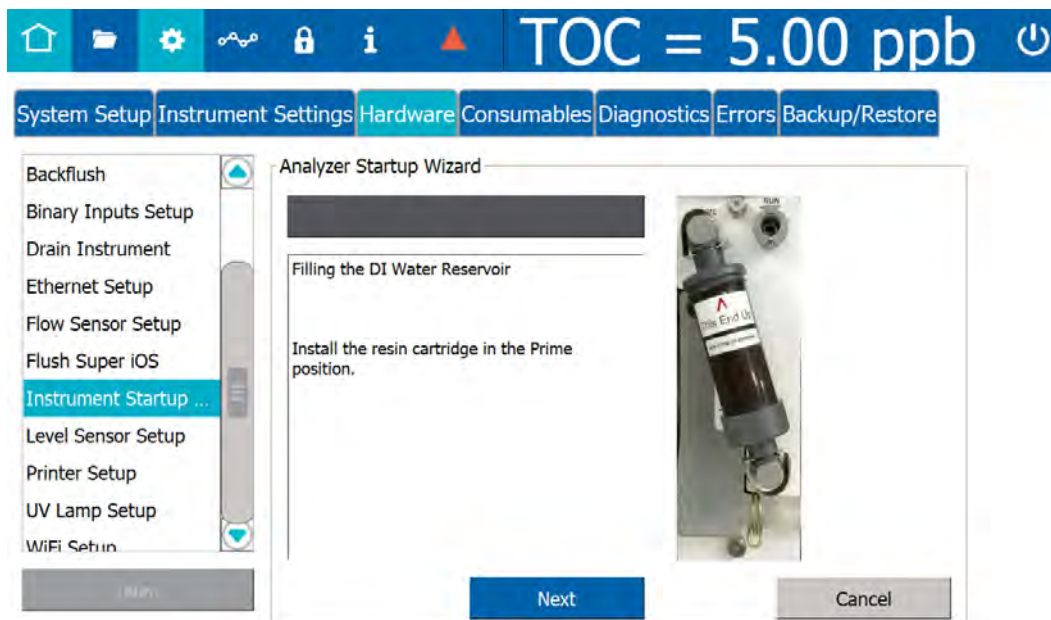 i
TOC = 5.00 ppb
System Setup Instrument Settings Hardware Consumables Diagnostics Errors Backup/Restore
Backflush
Binary Inputs Setup
Drain Instrument
Ethernet Setup
Flow Sensor Setup
Flush Super iOS
Instrument Startup ...
Level Sensor Setup
Printer Setup
UV Lamp Setup
WiFi Setup
Analyzer Startup Wizard
Filling the DI Water Reservoir
Install the resin cartridge in the Prime
position.
RUN
This End Up
Next
Cancel